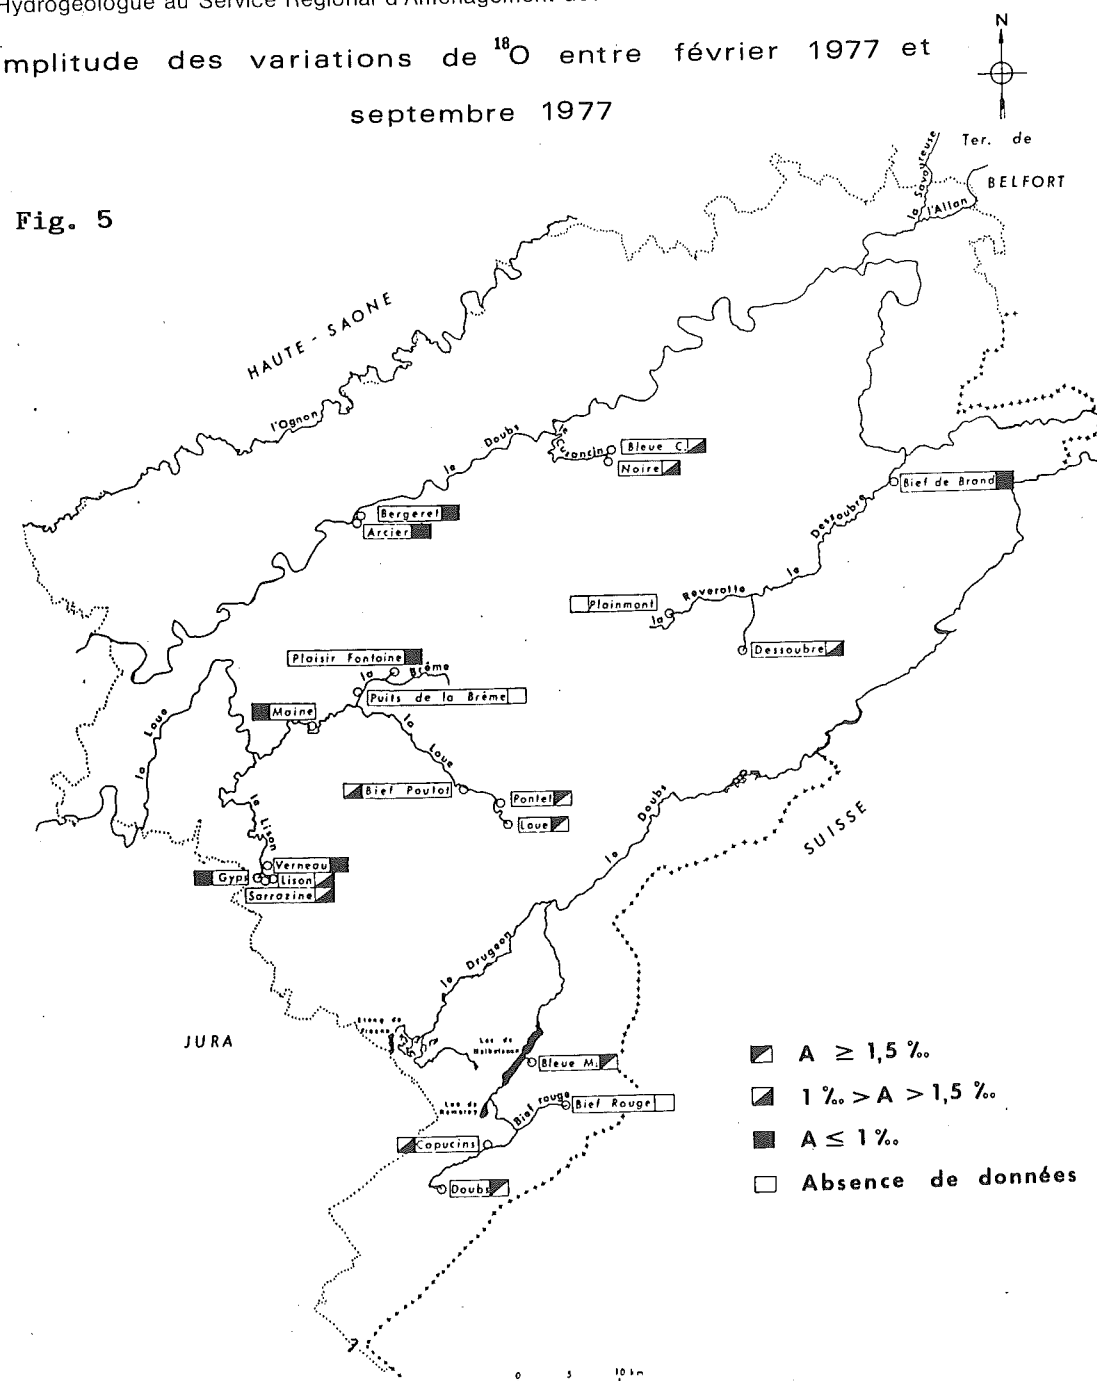 Hydrogéologue au Service Régional d'Aménagement
mplitude des variations de ¹⁸O entre février 1977 et
septembre 1977
N
Ter. de
BELFORT
la Savoureuse
l'Allan
Fig. 5
HAUTE-SAONE
l'Ognon
le Doubs
le Cusancin
Bleue C.
Noire
Bief de Brand
Bergeret
Arcier
le Dessoubre
la Reverotte
Plainmont
Dessoubre
Plaisir Fontaine
la Brême
Puits de la Brême
Maine
la Loue
la Loue
Bief Poutot
Pontet
Loue
le Doubs
SUISSE
le Lison
Verneau
Gyps
Lison
Sarrazine
le Drugeon
JURA
Lac de
Bleue M.
Lac de
Remoray
Bief rouge
Bief Rouge
Capucins
Doubs
A ≥ 1,5 ‰
1 ‰ > A > 1,5 ‰
A ≤ 1 ‰
Absence de données
0 5 10 km